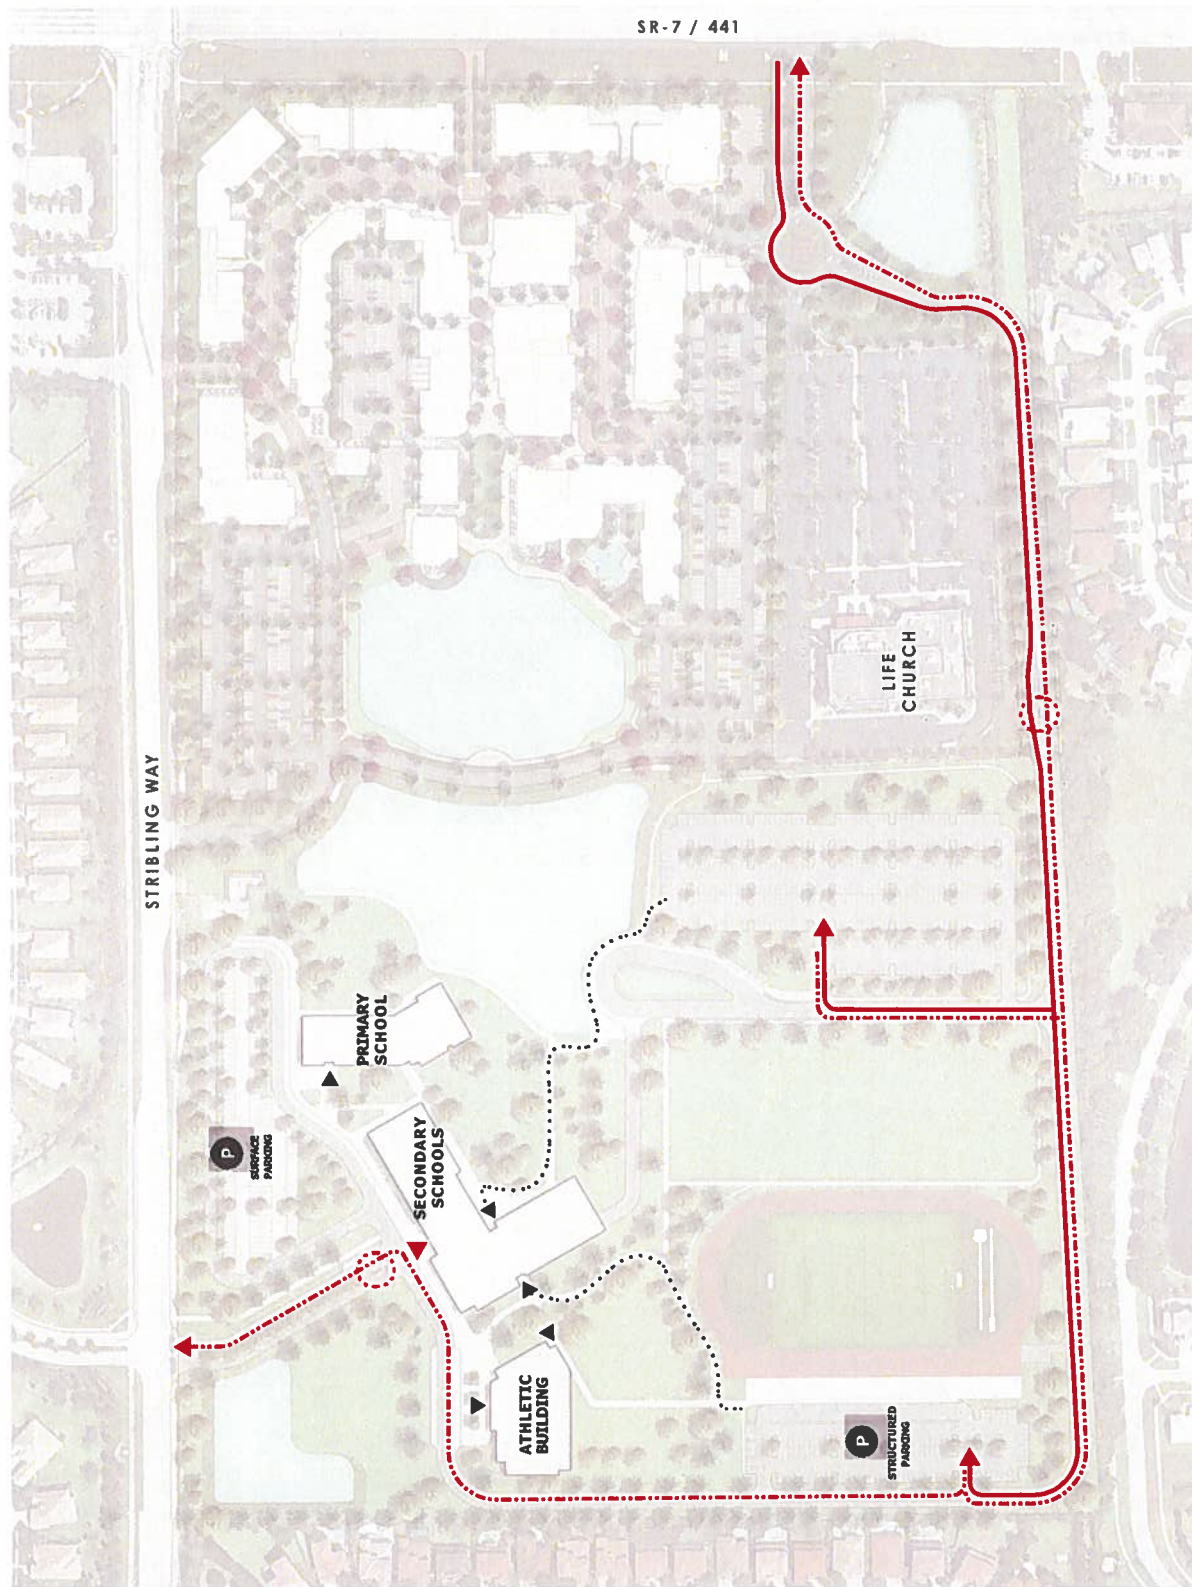 SR-7 / 441
STRIBLING WAY
LIFE
CHURCH
PRIMARY
SCHOOL
P
SURFACE
PARKING
SECONDARY
SCHOOLS
ATHLETIC
BUILDING
P
STRUCTURED
PARKING